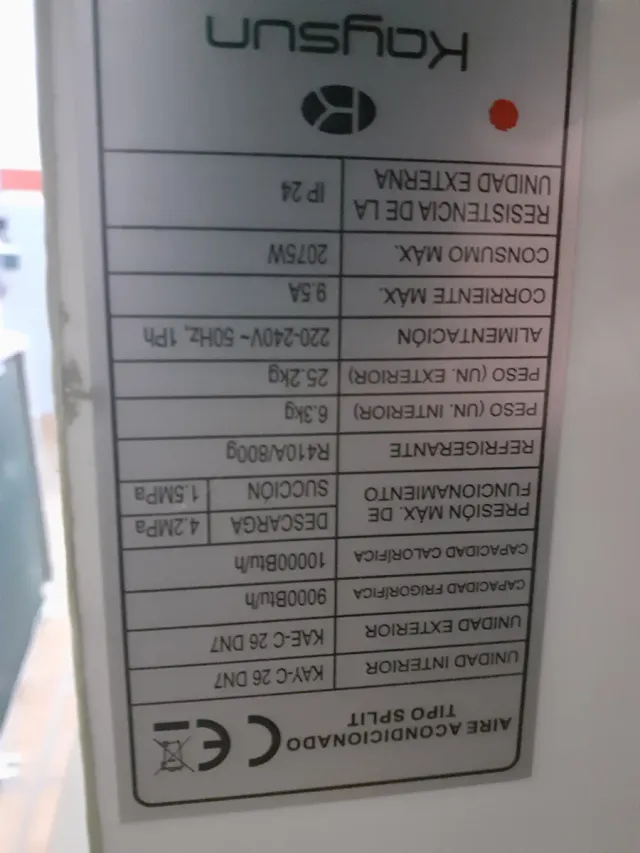 AIRE ACONDICIONADO
TIPO SPLIT
CE
UNIDAD INTERIOR KAY-C 26 DN7
UNIDAD EXTERIOR KAE-C 26 DN7
CAPACIDAD FRIGORÍFICA 9000Btu/h
CAPACIDAD CALORÍFICA 10000Btu/h
PRESIÓN MÁX. DE DESCARGA 4.2MPa
FUNCIONAMIENTO SUCCIÓN 1.5MPa
REFRIGERANTE R410A/800g
PESO (UN. INTERIOR) 6.3kg
PESO (UN. EXTERIOR) 25.2kg
ALIMENTACIÓN 220-240V~ 50Hz, 1Ph
CORRIENTE MÁX. 9.5A
CONSUMO MÁX. 2075W
RESISTENCIA DE LA
UNIDAD EXTERNA IP 24
Kaysun